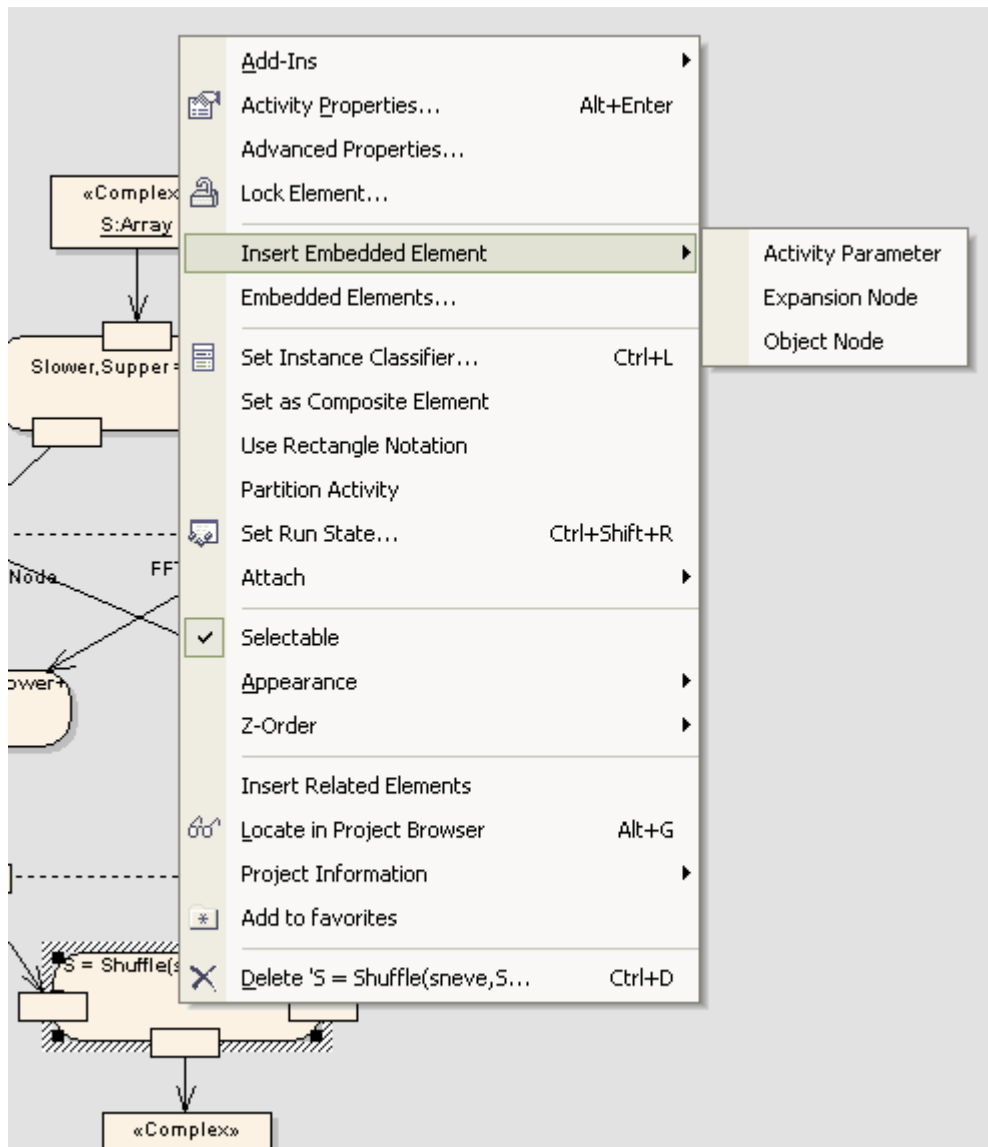 Add-Ins
Activity Properties... Alt+Enter
Advanced Properties...
Lock Element...
Insert Embedded Element
Embedded Elements...
Set Instance Classifier... Ctrl+L
Set as Composite Element
Use Rectangle Notation
Partition Activity
Set Run State... Ctrl+Shift+R
Attach
Selectable
Appearance
Z-Order
Insert Related Elements
Locate in Project Browser Alt+G
Project Information
Add to favorites
Delete 'S = Shuffle(sneve,S... Ctrl+D
Activity Parameter
Expansion Node
Object Node
«Complex
S:Array
Slower,Supper=
Node
FF
ower+
S = Shuffle(s
«Complex»